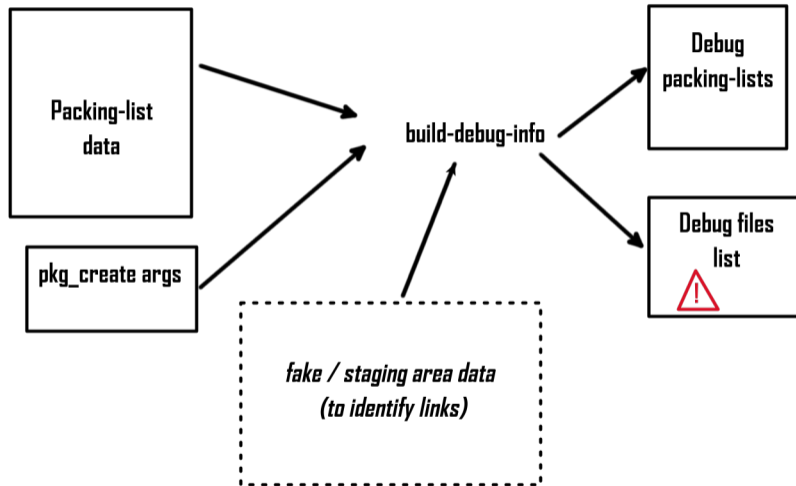 Packing-list
data
pkg_create args
build-debug-info
fake / staging area data
(to identify links)
Debug
packing-lists
Debug files
list
!